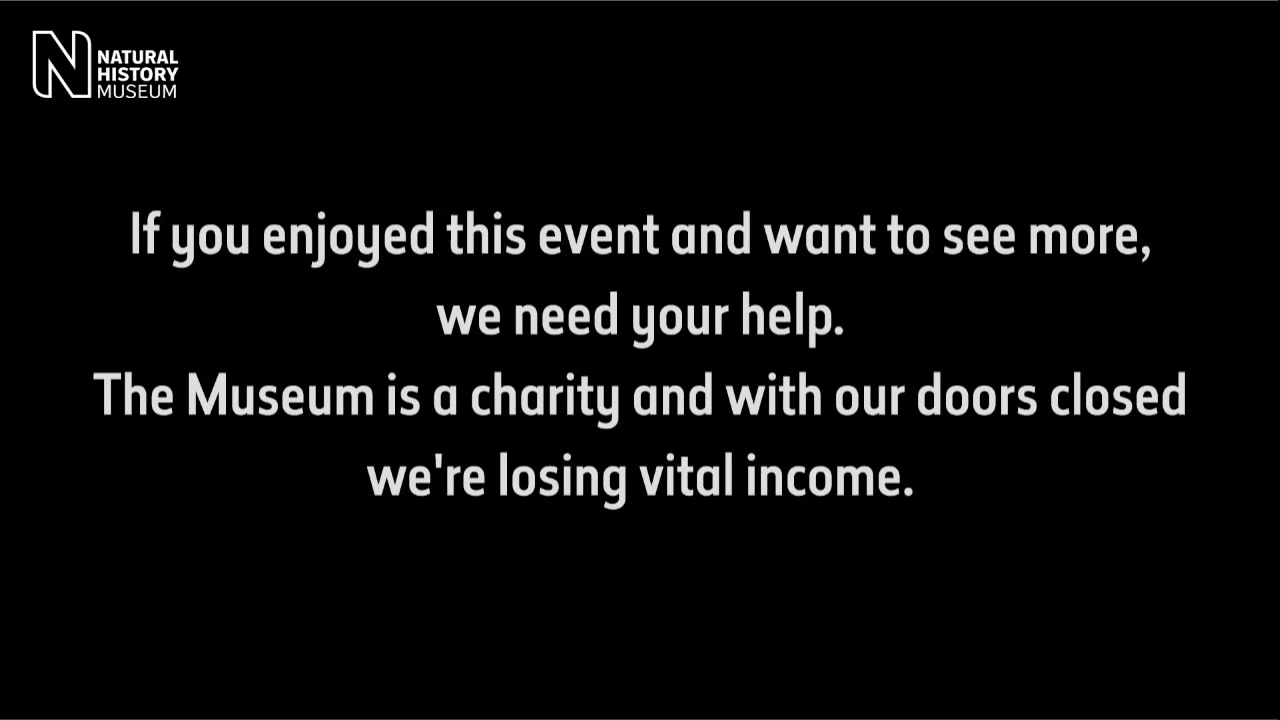 NATURAL
HISTORY
MUSEUM
If you enjoyed this event and want to see more,
we need your help.
The Museum is a charity and with our doors closed
we're losing vital income.